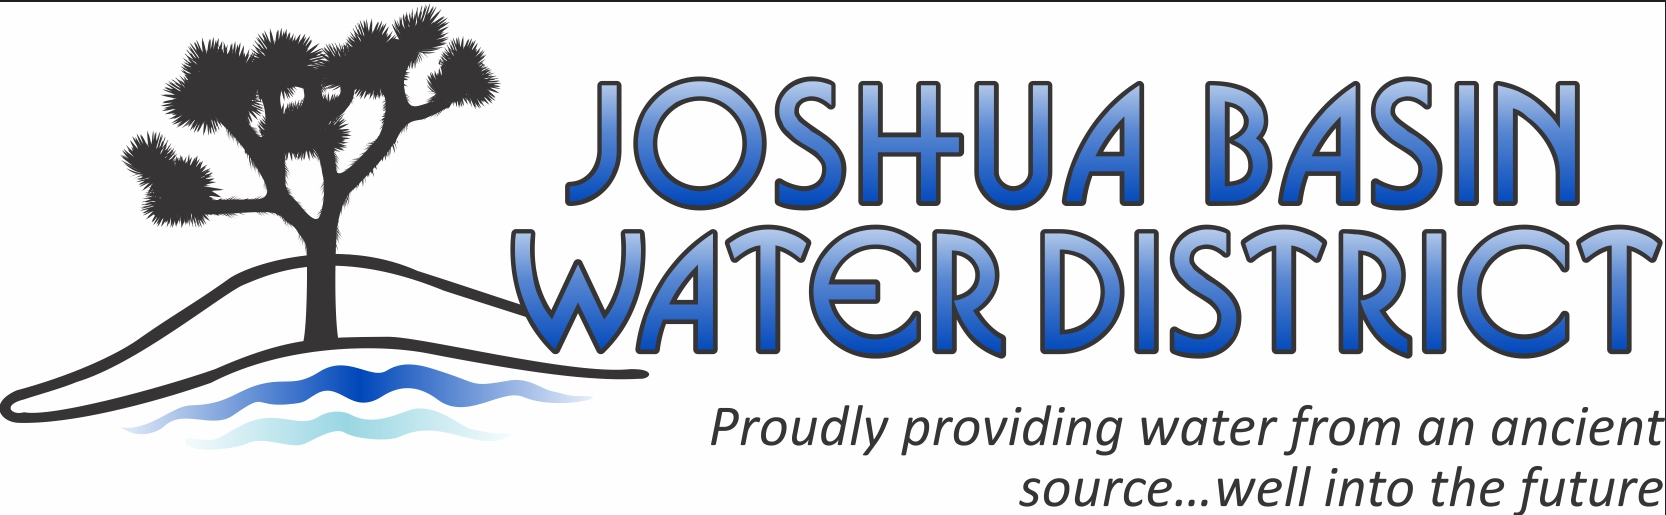 JOSHUA BASIN
WATER DISTRICT
Proudly providing water from an ancient
source...well into the future